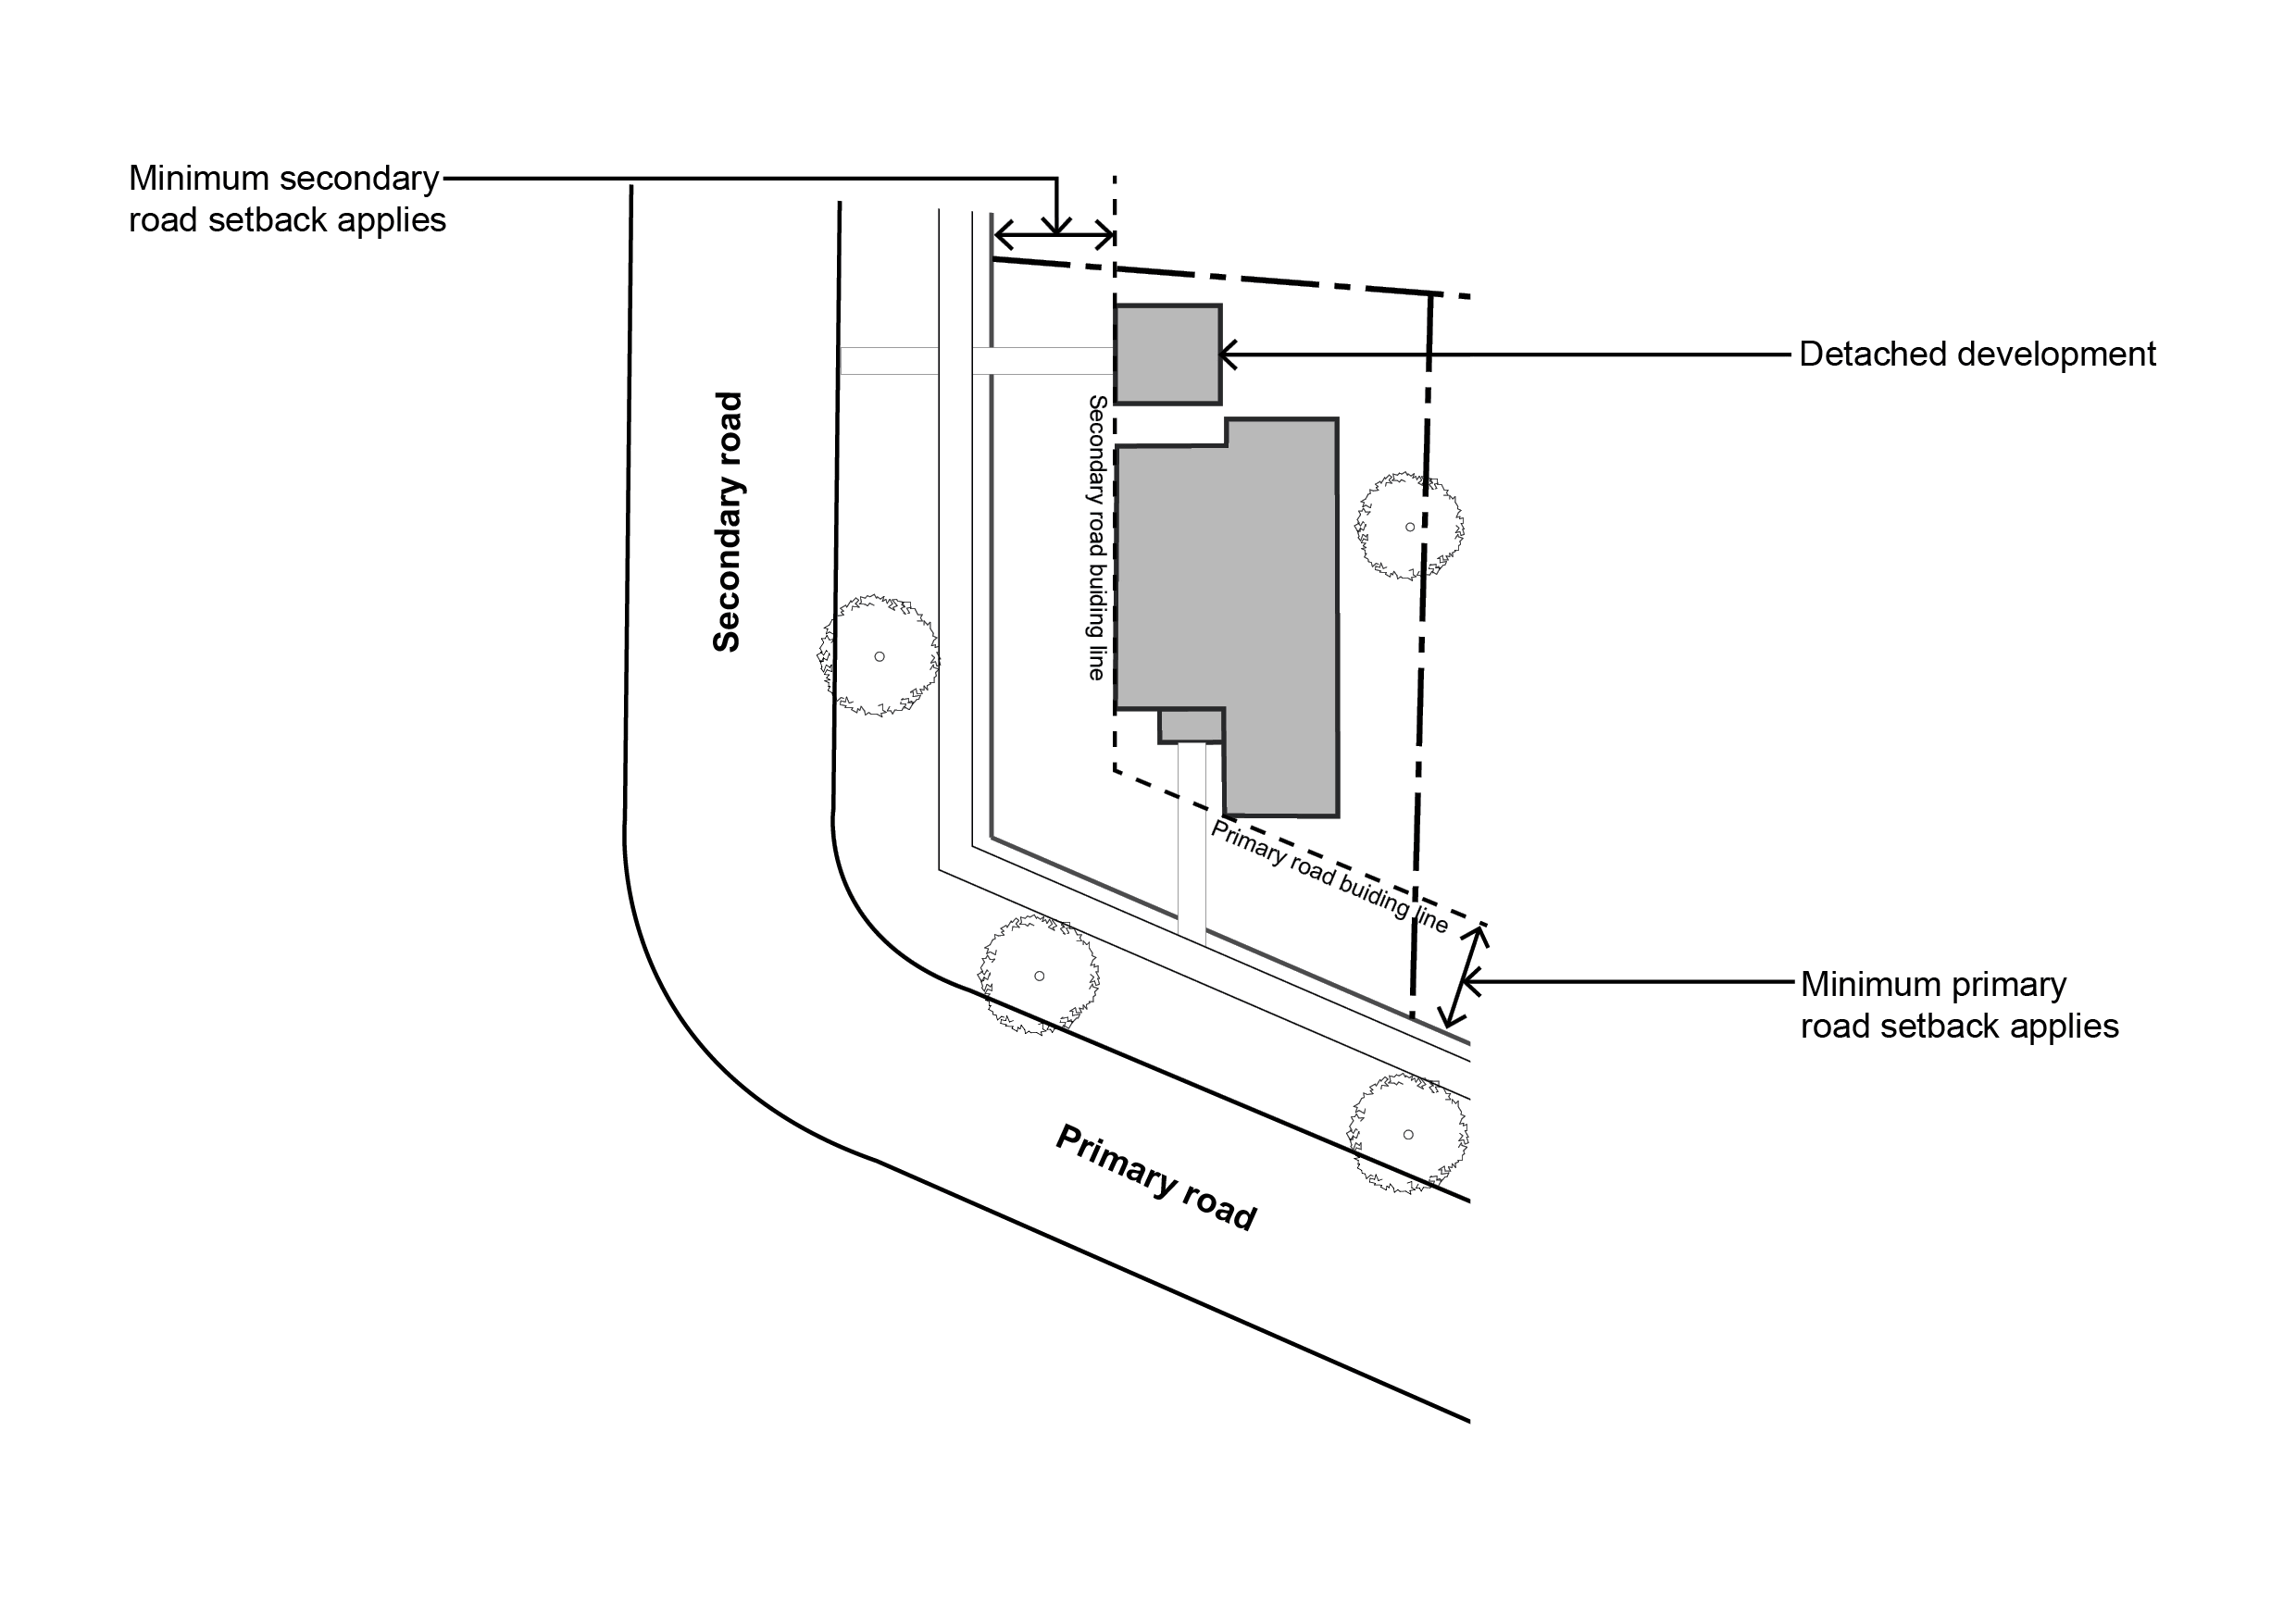 Minimum secondary
road setback applies
Detached development
Secondary road
Secondary road buiding line
Primary road buiding line
Minimum primary
road setback applies
Primary road